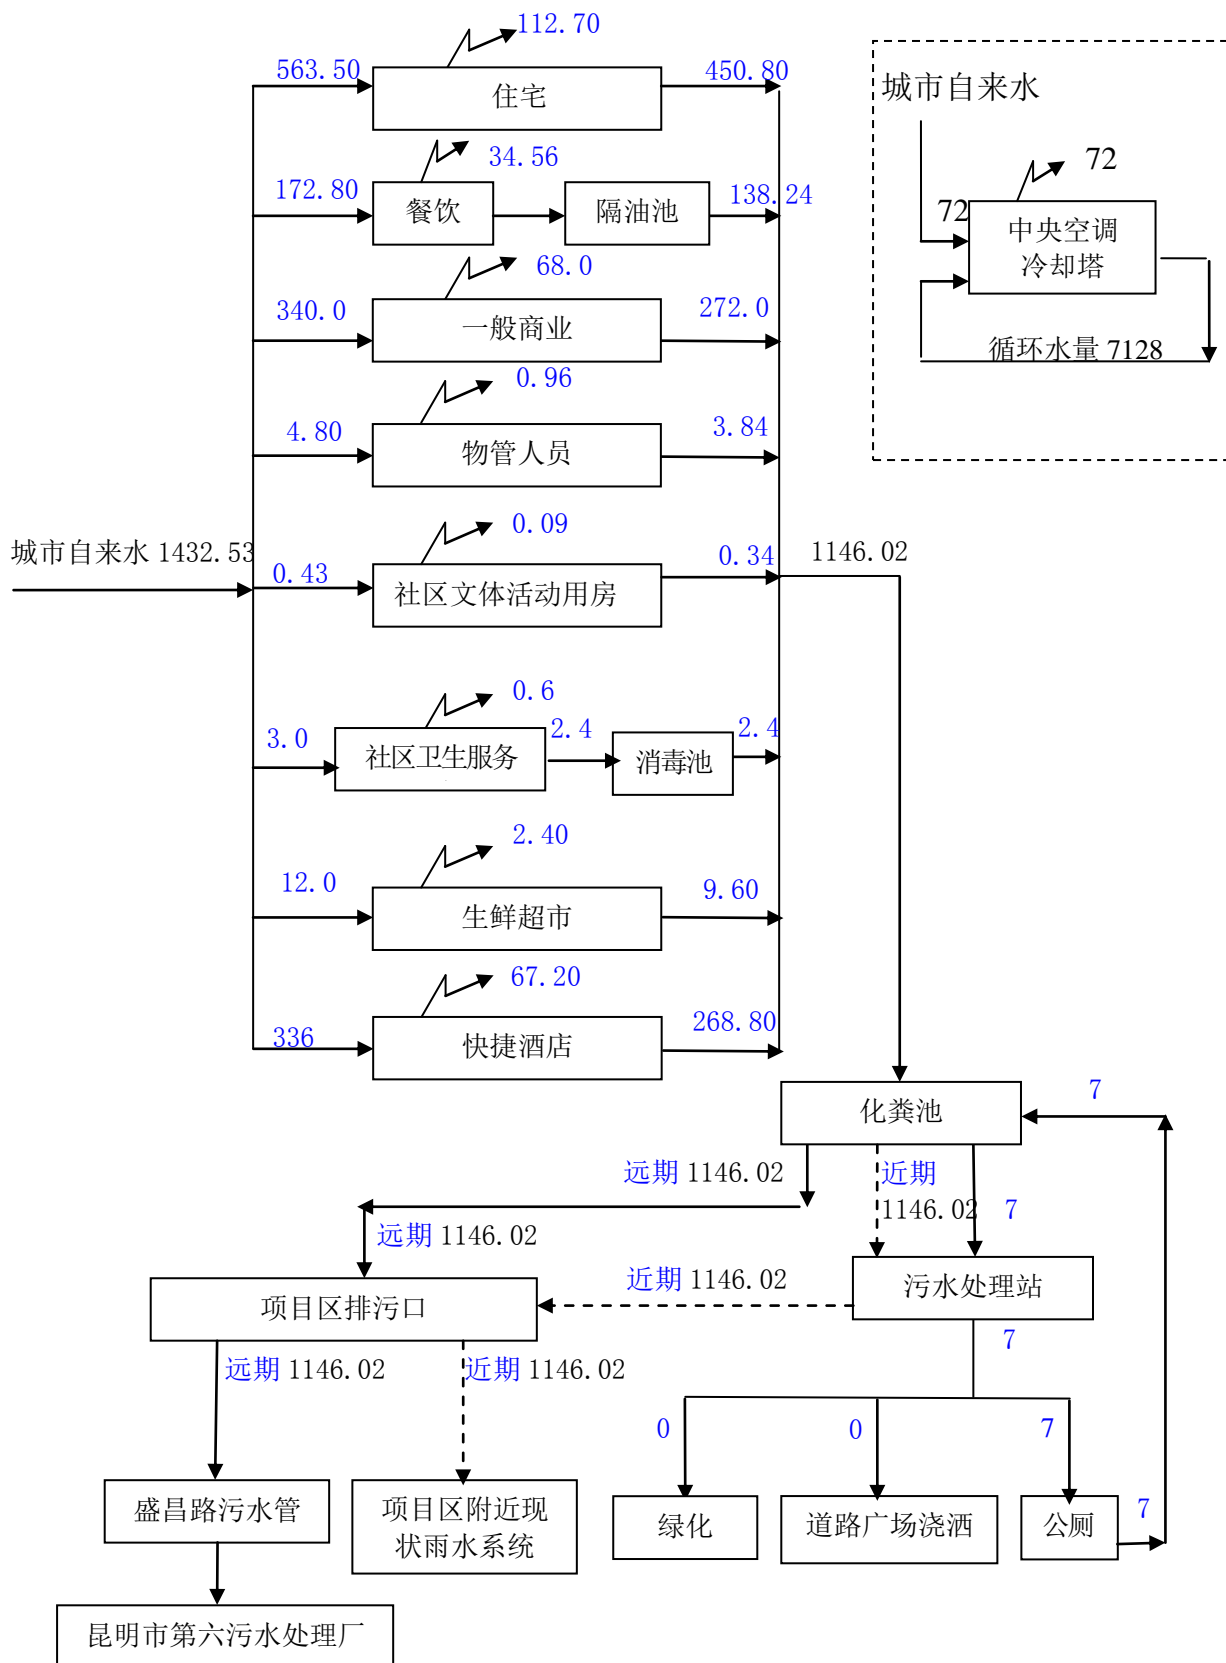 112.70
563.50
住宅
450.80
34.56
172.80
餐饮
隔油池
138.24
68.0
340.0
一般商业
272.0
0.96
4.80
物管人员
3.84
城市自来水 1432.53
0.09
0.43
社区文体活动用房
0.34
1146.02
0.6
3.0
社区卫生服务
2.4
消毒池
2.4
2.40
12.0
生鲜超市
9.60
67.20
336
快捷酒店
268.80
城市自来水
72
72
中央空调
冷却塔
循环水量 7128
化粪池
7
远期 1146.02
近期
1146.02
7
远期 1146.02
近期 1146.02
污水处理站
项目区排污口
7
远期 1146.02
近期 1146.02
0
0
7
盛昌路污水管
项目区附近现
状雨水系统
绿化
道路广场浇洒
公厕
7
昆明市第六污水处理厂